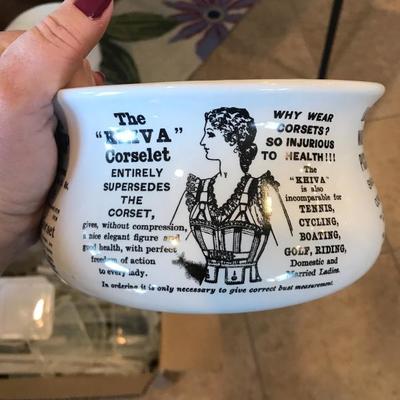 The
"KHIVA"
Corselet
ENTIRELY
SUPERSEDES
THE
CORSET,
gives, without compression,
a nice elegant figure and
good health, with perfect
freedom of action
to every lady.
WHY WEAR
CORSETS?
SO INJURIOUS
TO HEALTH!!!
The
"KHIVA"
is also
incomparable for
TENNIS,
CYCLING,
BOATING,
GOLF, RIDING,
Domestic and
Married Ladies.
In ordering it is only necessary to give correct bust measurement.